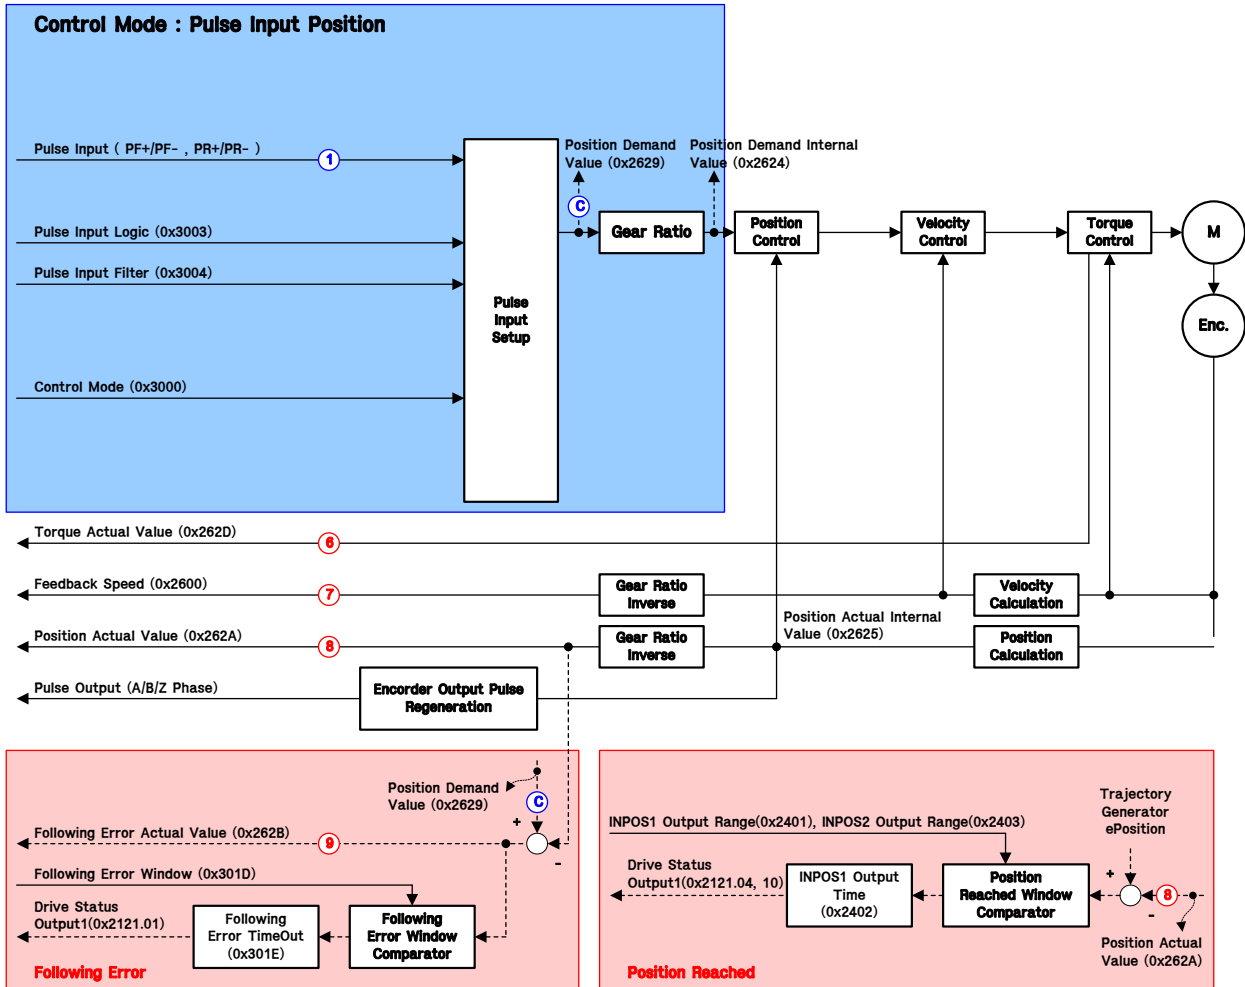 Control Mode : Pulse Input Position
Pulse Input ( PF+/PF- , PR+/PR- )
1
Position Demand
Value (0x2629)
Position Demand Internal
Value (0x2624)
C
Pulse Input Logic (0x3003)
Gear Ratio
Position
Control
Velocity
Control
Torque
Control
M
Pulse Input Filter (0x3004)
Pulse
Input
Setup
Enc.
Control Mode (0x3000)
Torque Actual Value (0x262D)
6
Feedback Speed (0x2600)
7
Gear Ratio
Inverse
Velocity
Calculation
Position Actual Value (0x262A)
8
Gear Ratio
Inverse
Position Actual Internal
Value (0x2625)
Position
Calculation
Pulse Output (A/B/Z Phase)
Encorder Output Pulse
Regeneration
Position Demand
Value (0x2629)
C
+
-
Following Error Actual Value (0x262B)
9
Following Error Window (0x301D)
Drive Status
Output1(0x2121.01)
Following
Error TimeOut
(0x301E)
Following
Error Window
Comparator
Following Error
Trajectory
Generator
ePosition
INPOS1 Output Range(0x2401), INPOS2 Output Range(0x2403)
Drive Status
Output1(0x2121.04, 10)
INPOS1 Output
Time
(0x2402)
Position
Reached Window
Comparator
+
-
8
Position Actual
Value (0x262A)
Position Reached